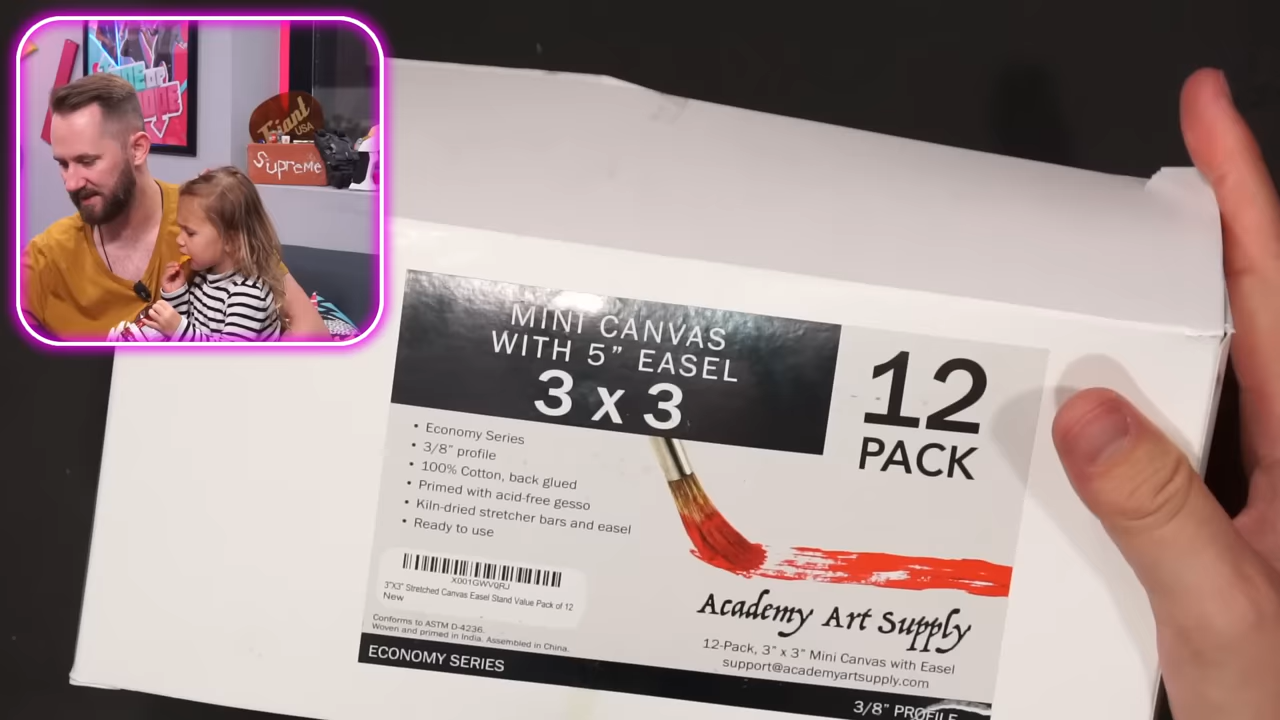 Giant
USA
Supreme
MINI CANVAS
WITH 5” EASEL
3 x 3
12
PACK
• Economy Series
• 3/8” profile
• 100% Cotton, back glued
• Primed with acid-free gesso
• Kiln-dried stretcher bars and easel
• Ready to use
X001GWV0RJ
3"X3" Stretched Canvas Easel Stand Value Pack of 12
New
Conforms to ASTM D-4236.
Woven and primed in India. Assembled in China.
Academy Art Supply
12-Pack, 3” x 3” Mini Canvas with Easel
support@academyartsupply.com
ECONOMY SERIES
3/8” PROFILE